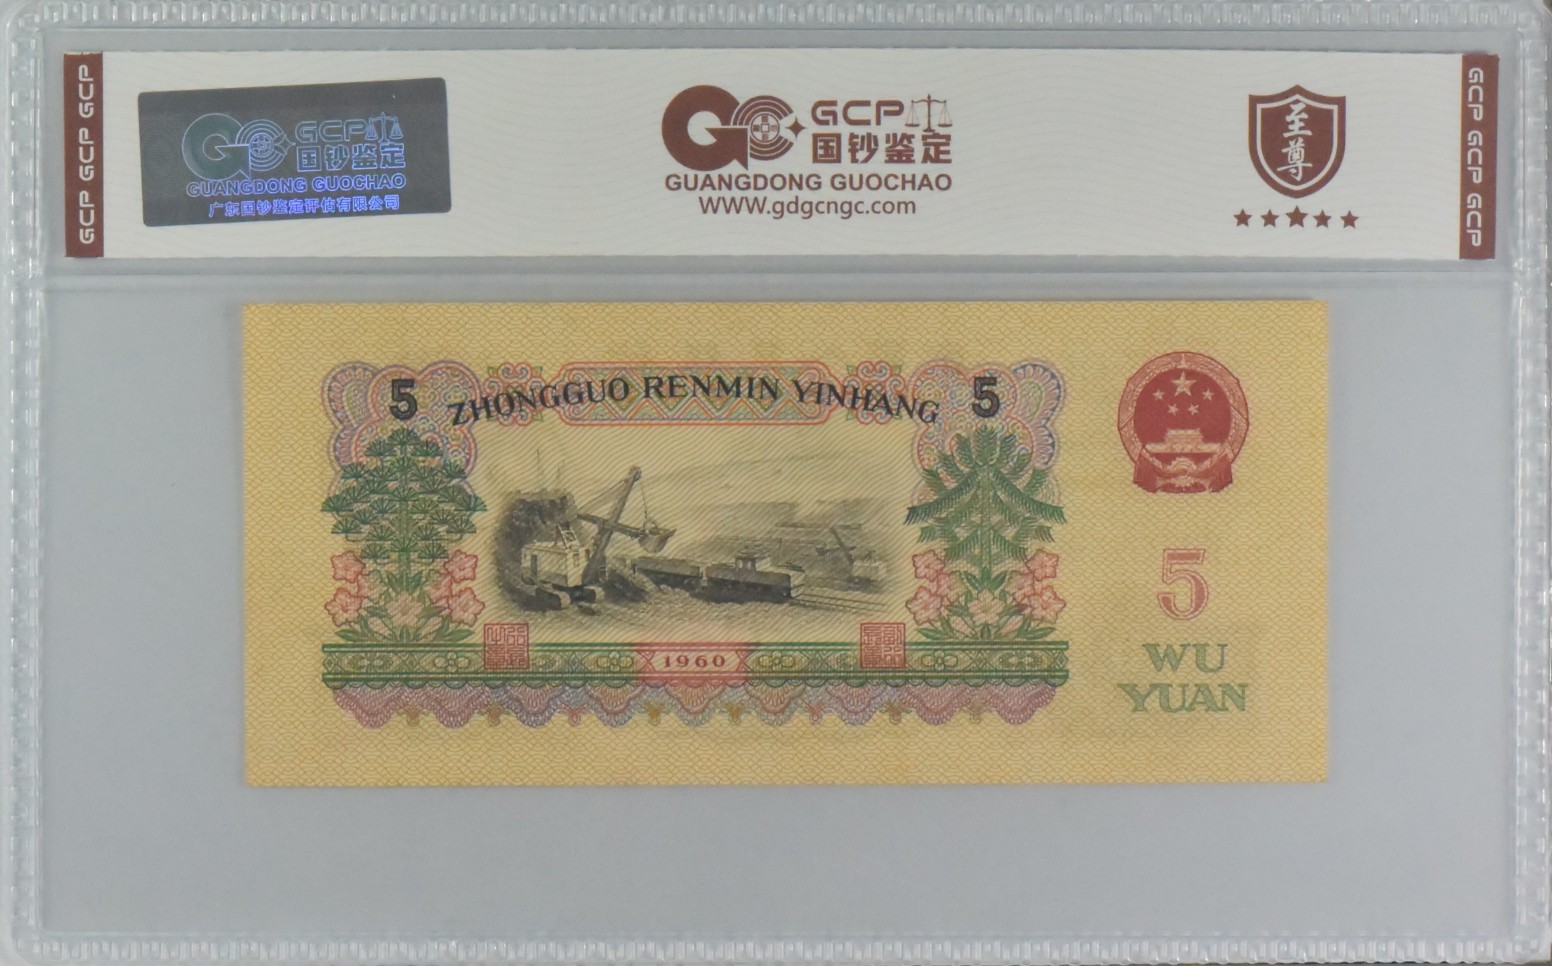 GCP GCP GCP
GCP
国钞鉴定
GUANGDONG GUOCHAO
广东国钞鉴定评估有限公司
GCP
国钞鉴定
GUANGDONG GUOCHAO
WWW.gdgcngc.com
至尊
GCP GCP GCP
5 ZHONGGUO RENMIN YINHANG 5
1960
5
WU
YUAN